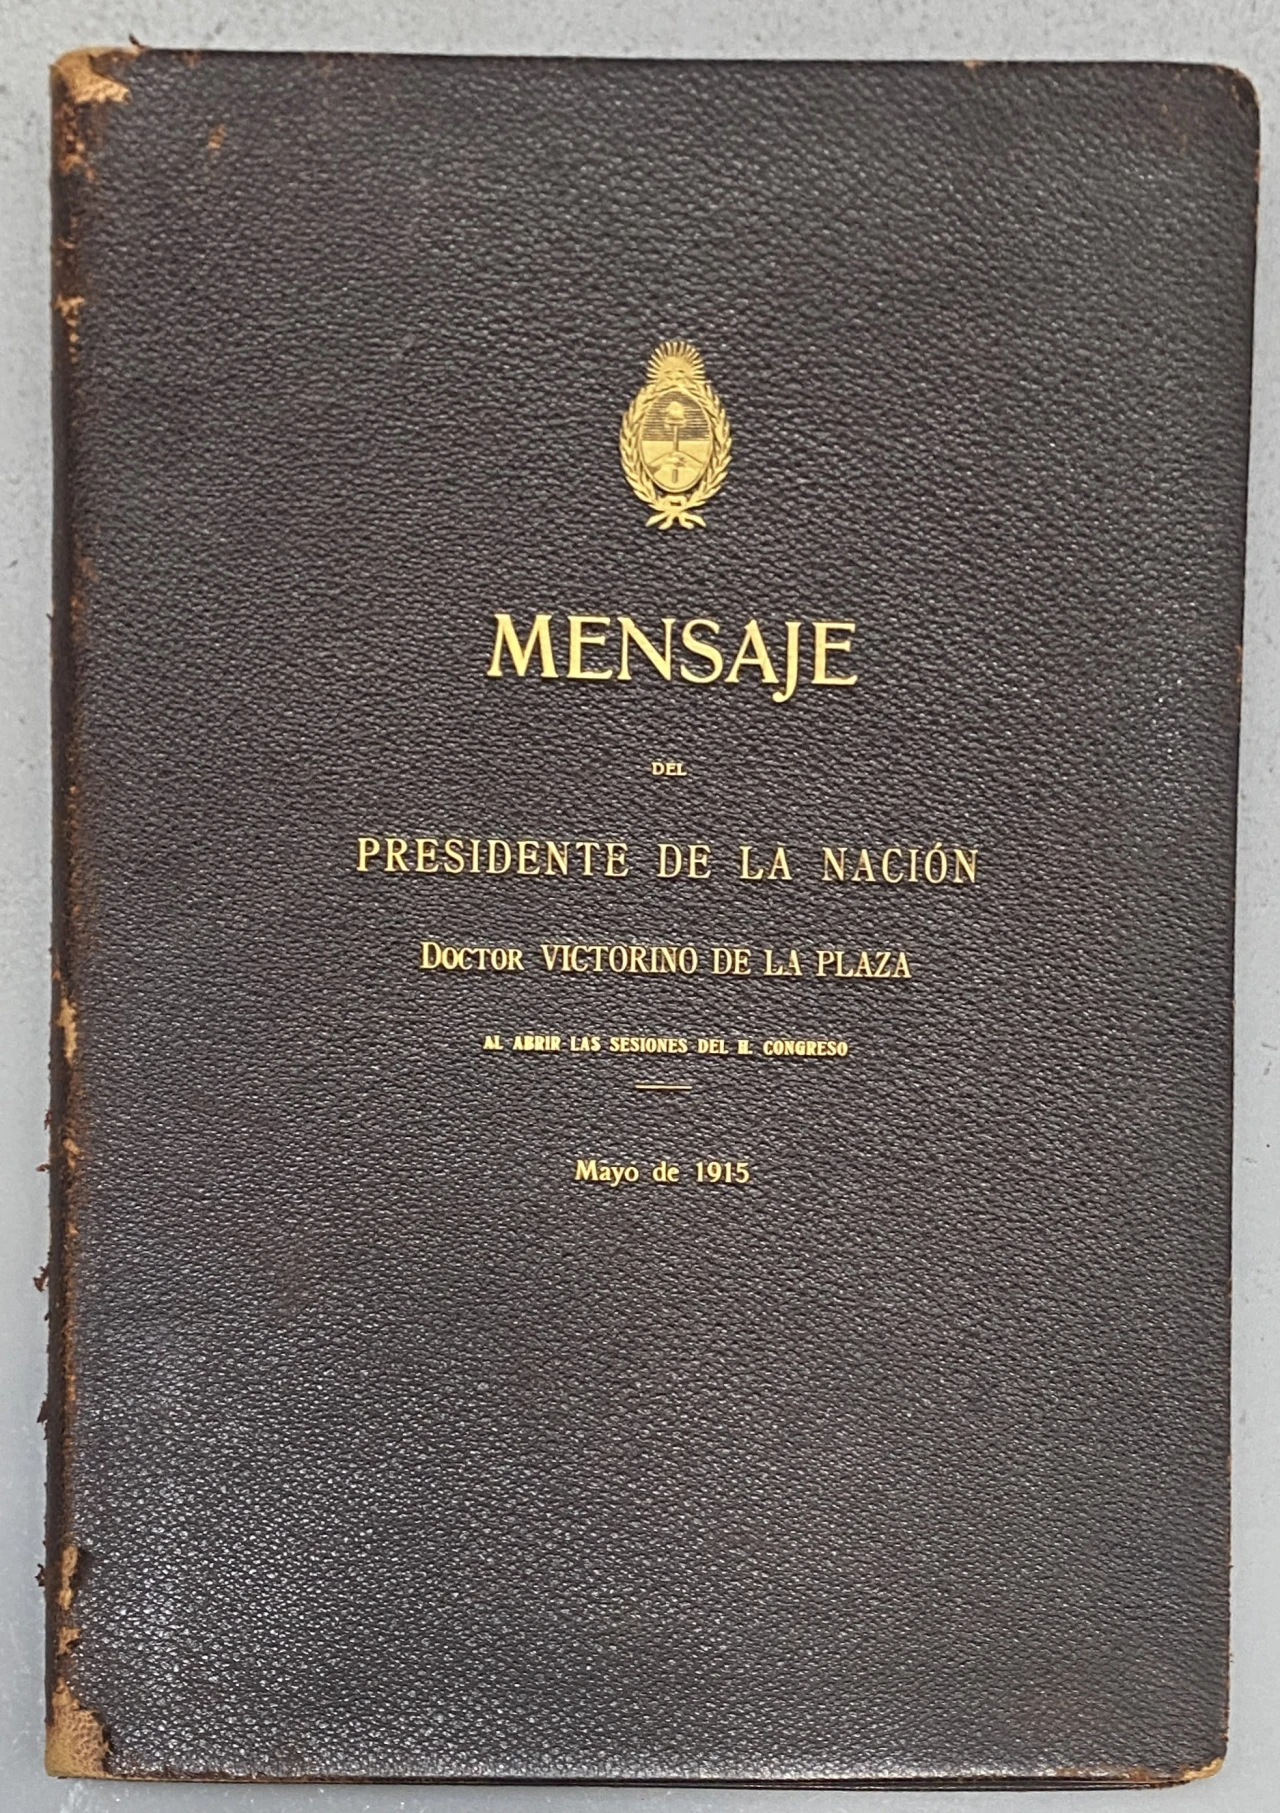 MENSAJE
DEL
PRESIDENTE DE LA NACIÓN
DOCTOR VICTORINO DE LA PLAZA
AL ABRIR LAS SESIONES DEL H. CONGRESO
Mayo de 1915